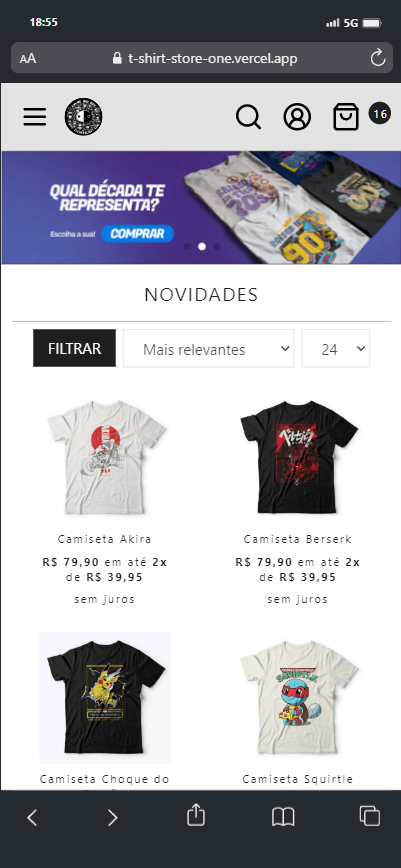 18:55
5G
AA
t-shirt-store-one.vercel.app
16
QUAL DÉCADA TE
REPRESENTA?
Escolha a sua!
COMPRAR
90's
NOVIDADES
FILTRAR
Mais relevantes
24
Camiseta Akira
R$ 79,90 em até 2x
de R$ 39,95
sem juros
Camiseta Berserk
R$ 79,90 em até 2x
de R$ 39,95
sem juros
SQUIRTLE
Camiseta Choque do
Camiseta Squirtle